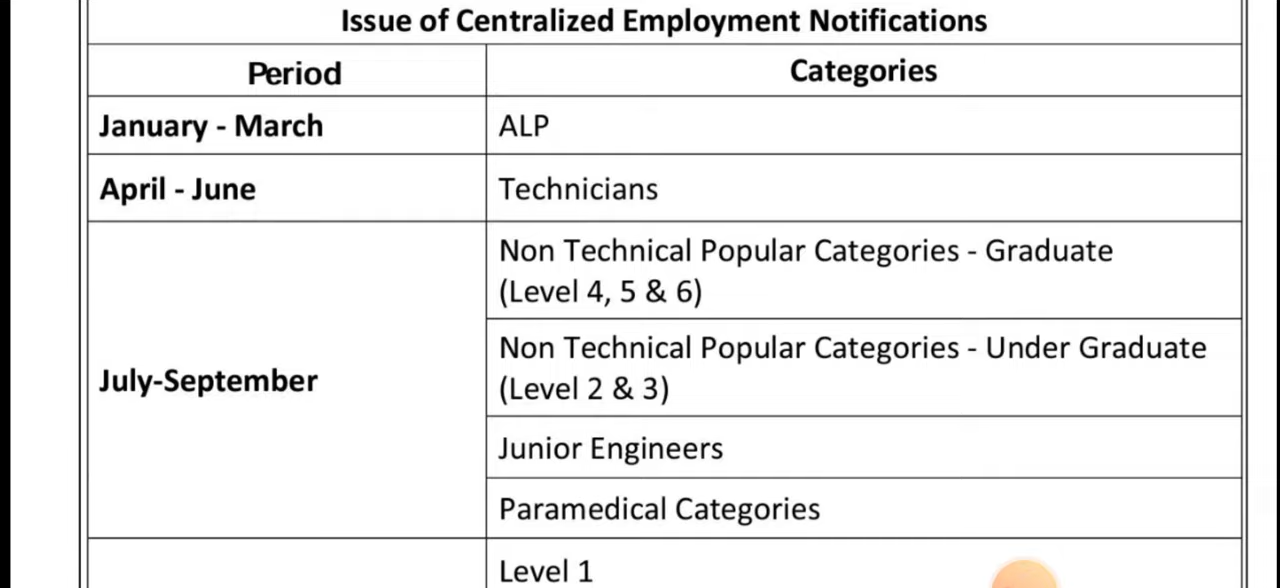 Issue of Centralized Employment Notifications
Period
Categories
January - March
ALP
April - June
Technicians
July-September
Non Technical Popular Categories - Graduate
(Level 4, 5 & 6)
Non Technical Popular Categories - Under Graduate
(Level 2 & 3)
Junior Engineers
Paramedical Categories
Level 1